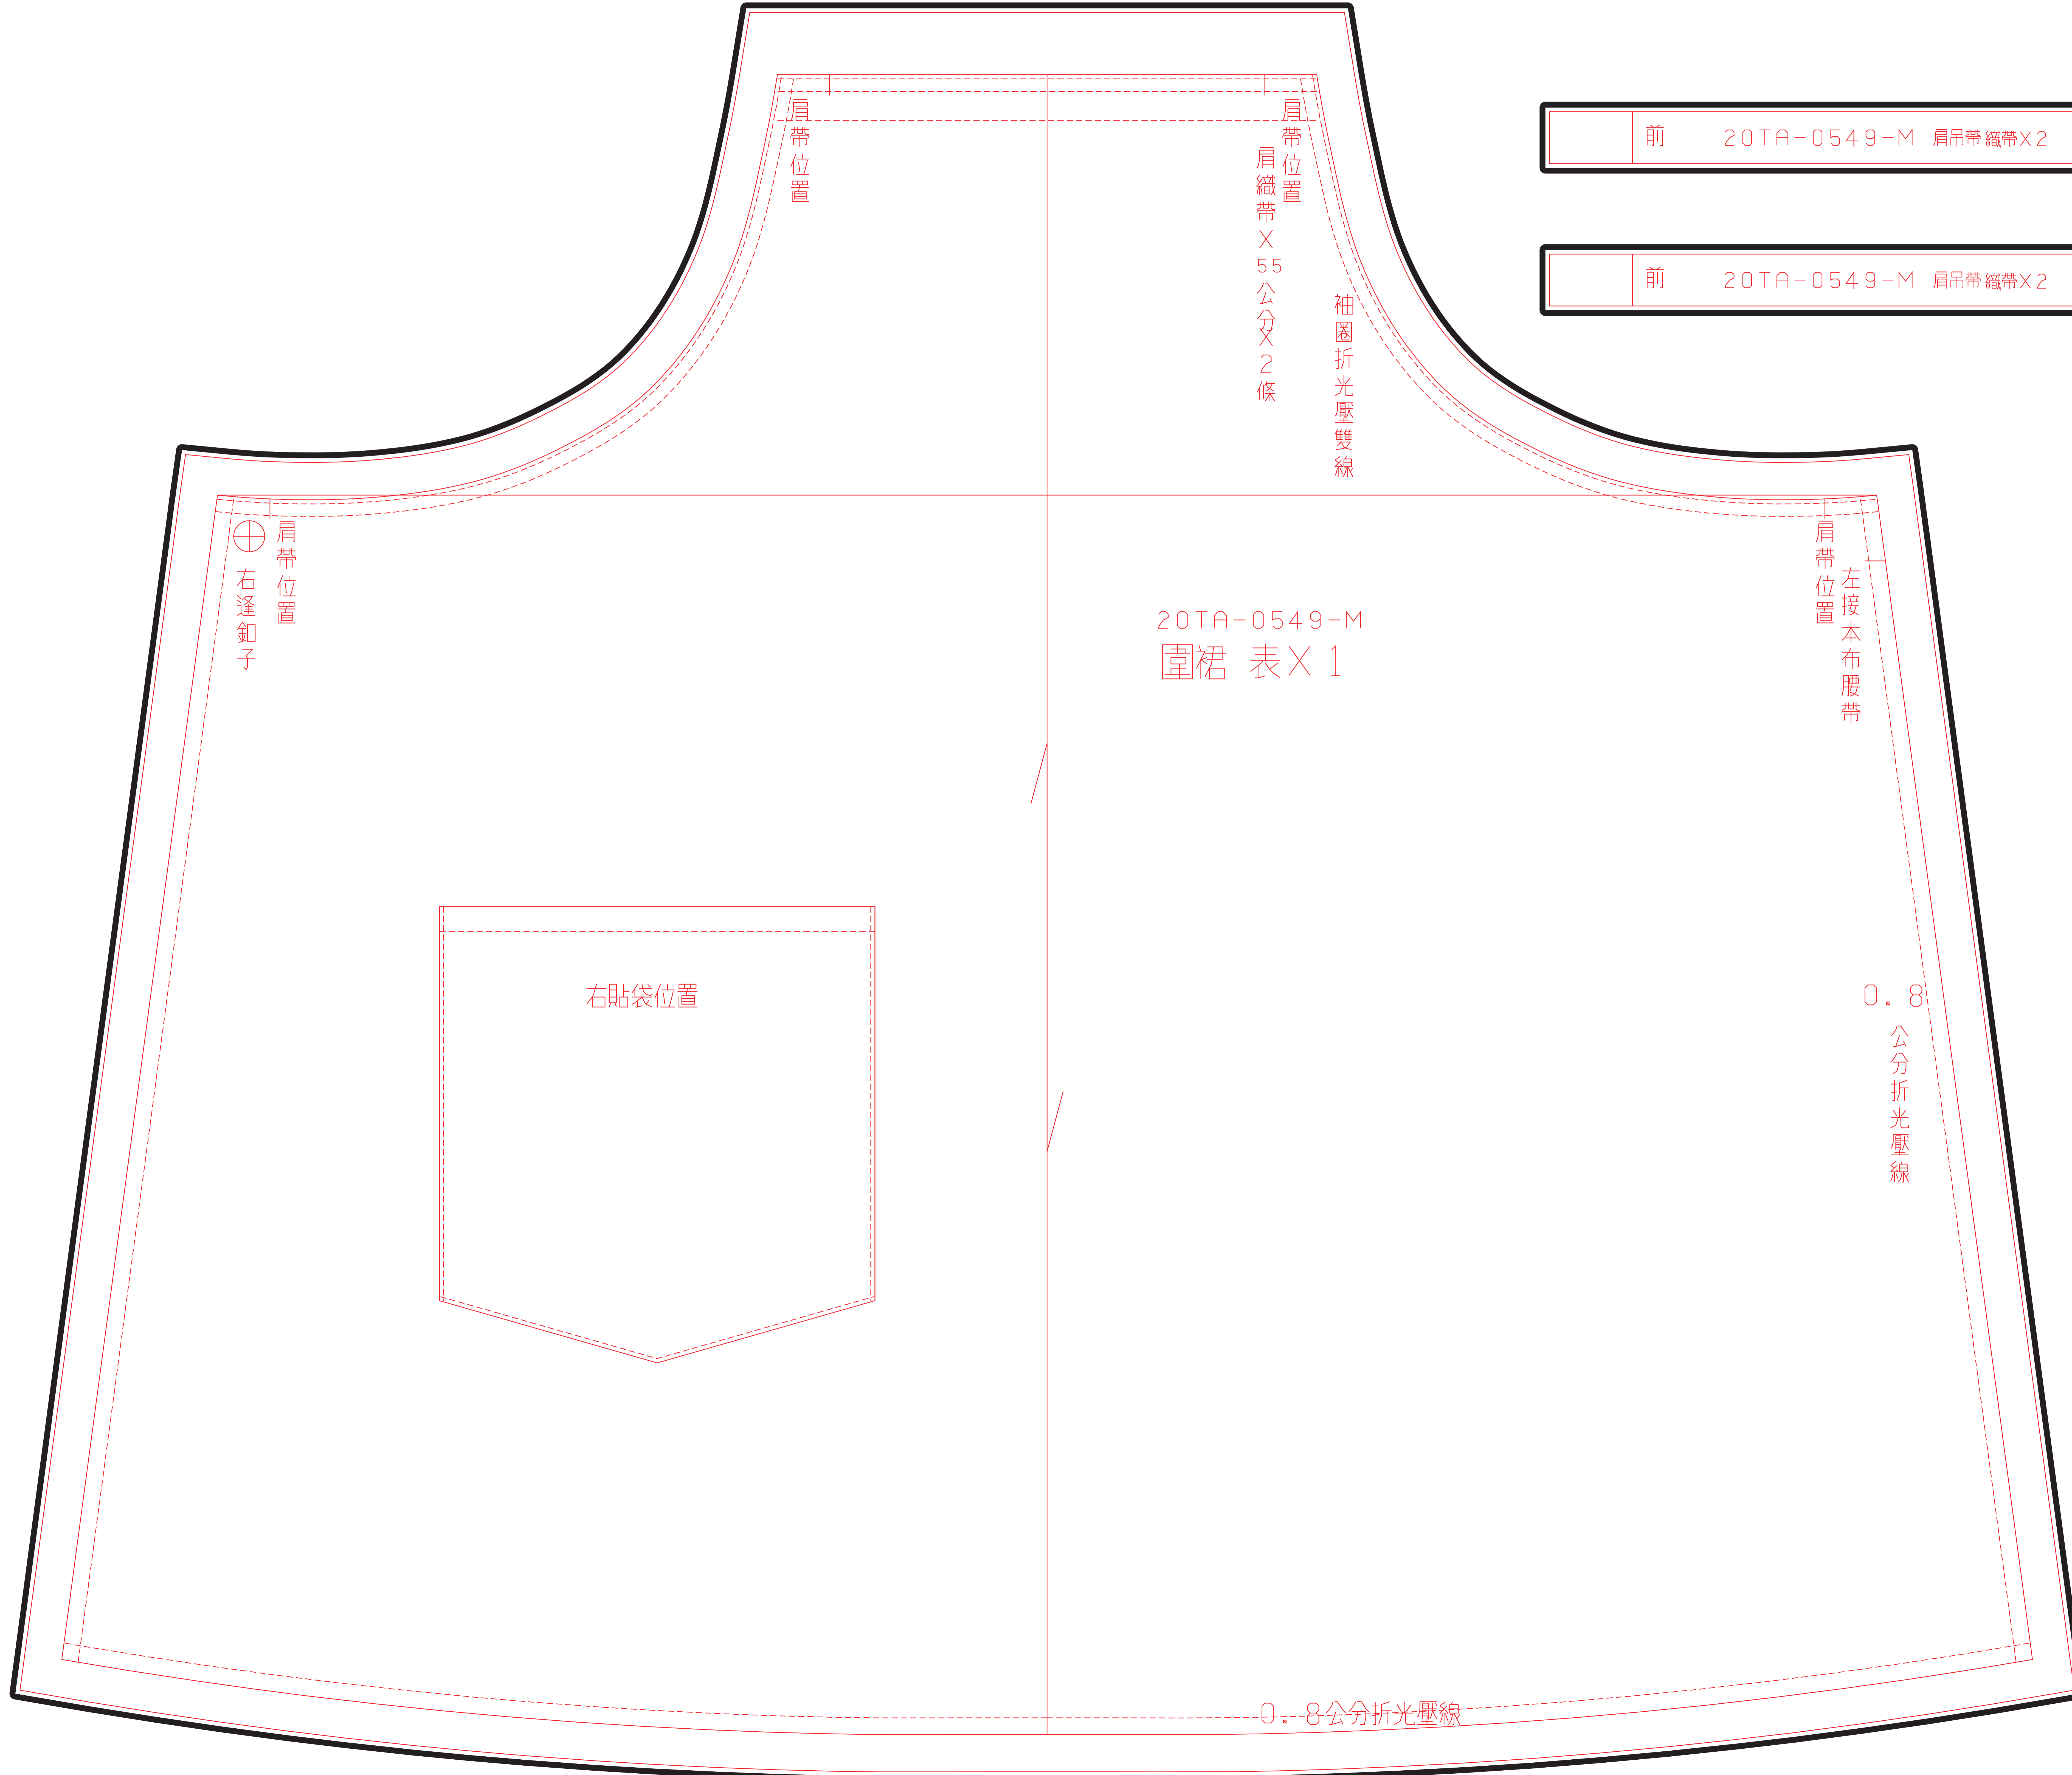 前 20TA-0549-M 肩吊帶織帶X2
前 20TA-0549-M 肩吊帶織帶X2
肩帶位置
肩帶位置
肩織帶X55公分X2條
袖圈折光壓雙線
肩帶位置
右逢釦子
肩帶位置
左接本布腰帶
20TA-0549-M
圍裙 表X1
右貼袋位置
0.8公分折光壓線
0.8公分折光壓線